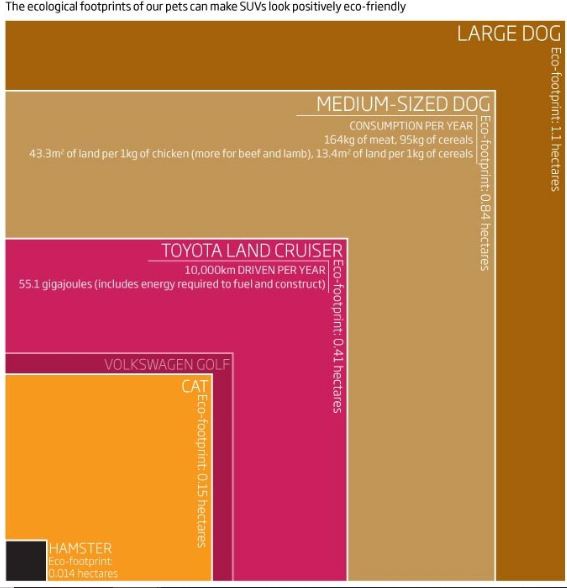 The ecological footprints of our pets can make SUVs look positively eco-friendly
LARGE DOG
Eco-footprint: 1.1 hectares
MEDIUM-SIZED DOG
CONSUMPTION PER YEAR
164kg of meat, 95kg of cereals
43.3m² of land per 1kg of chicken (more for beef and lamb), 13.4m² of land per 1kg of cereals
Eco-footprint: 0.84 hectares
TOYOTA LAND CRUISER
10,000km DRIVEN PER YEAR
55.1 gigajoules (includes energy required to fuel and construct)
Eco-footprint: 0.41 hectares
VOLKSWAGEN GOLF
CAT
Eco-footprint: 0.15 hectares
HAMSTER
Eco-footprint:
0.014 hectares